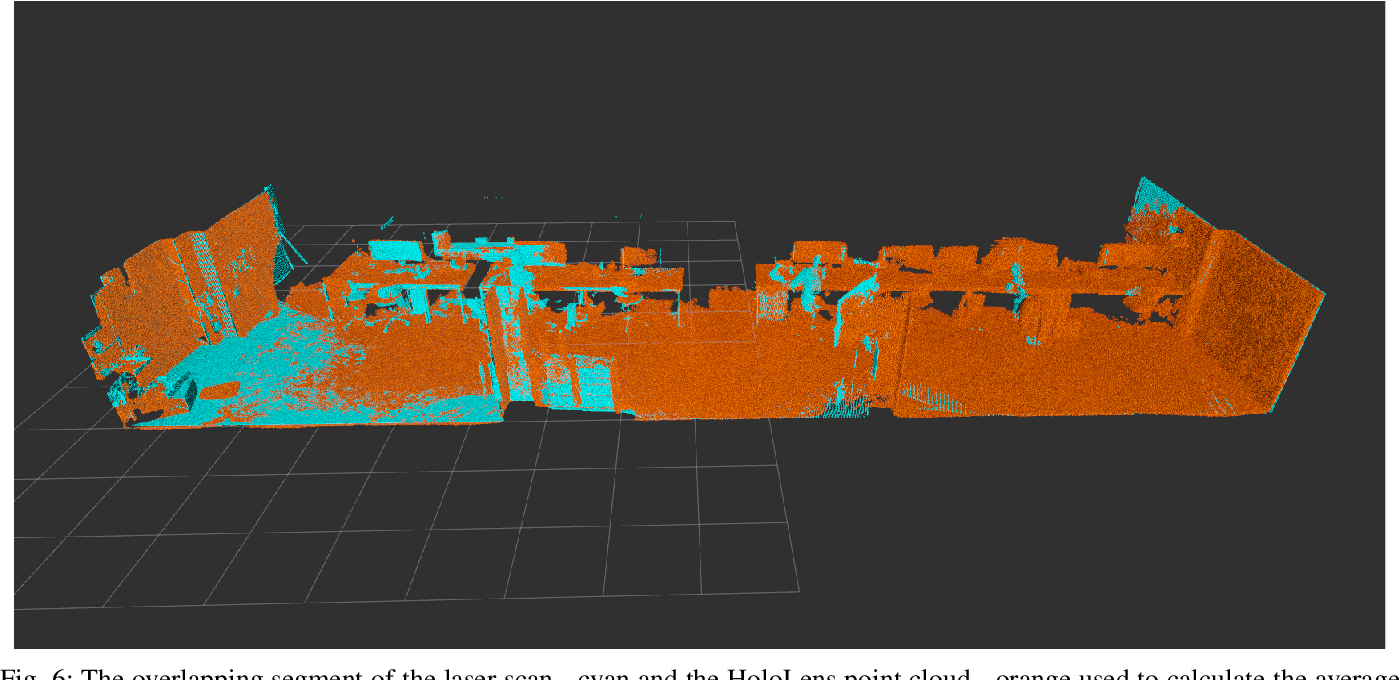 Fig. 6: The overlapping segment of the laser scan - cyan and the HoloLens point cloud - orange used to calculate the average